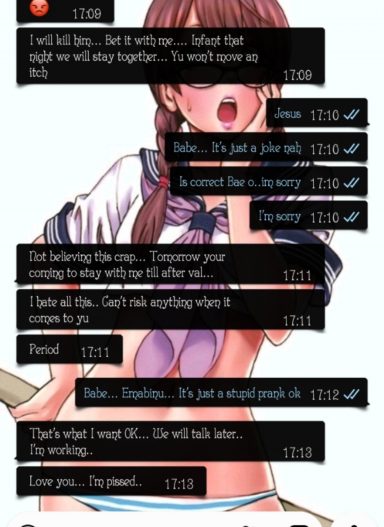 17:09
I will kill him... Bet it with me.... Infant that
night we will stay together... Yu won't move an
itch
17:09
Jesus 17:10
Babe... It's just a joke nah 17:10
Is correct Bae o..im sorry 17:10
I'm sorry 17:10
Not believing this crap... Tomorrow your
coming to stay with me till after val...
17:11
I hate all this.. Can't risk anything when it
comes to yu
17:11
Period 17:11
Babe... Emabinu... It's just a stupid prank ok 17:12
That's what I want OK... We will talk later..
I'm working..
17:13
Love you... I'm pissed.. 17:13